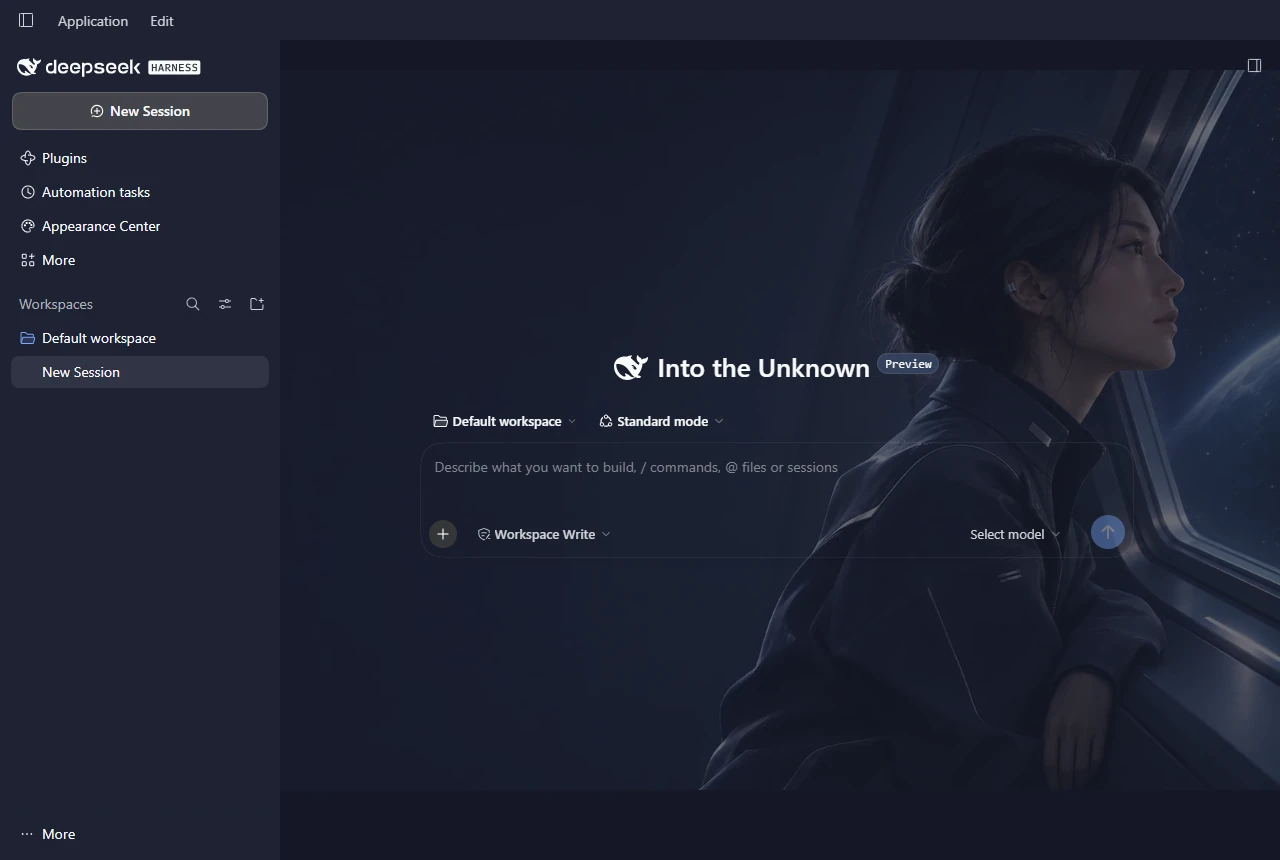 Application Edit
deepseek HARNESS
New Session
Plugins
Automation tasks
Appearance Center
More
Workspaces
Default workspace
New Session
Into the Unknown Preview
Default workspace Standard mode
Describe what you want to build, / commands, @ files or sessions
Workspace Write Select model
More